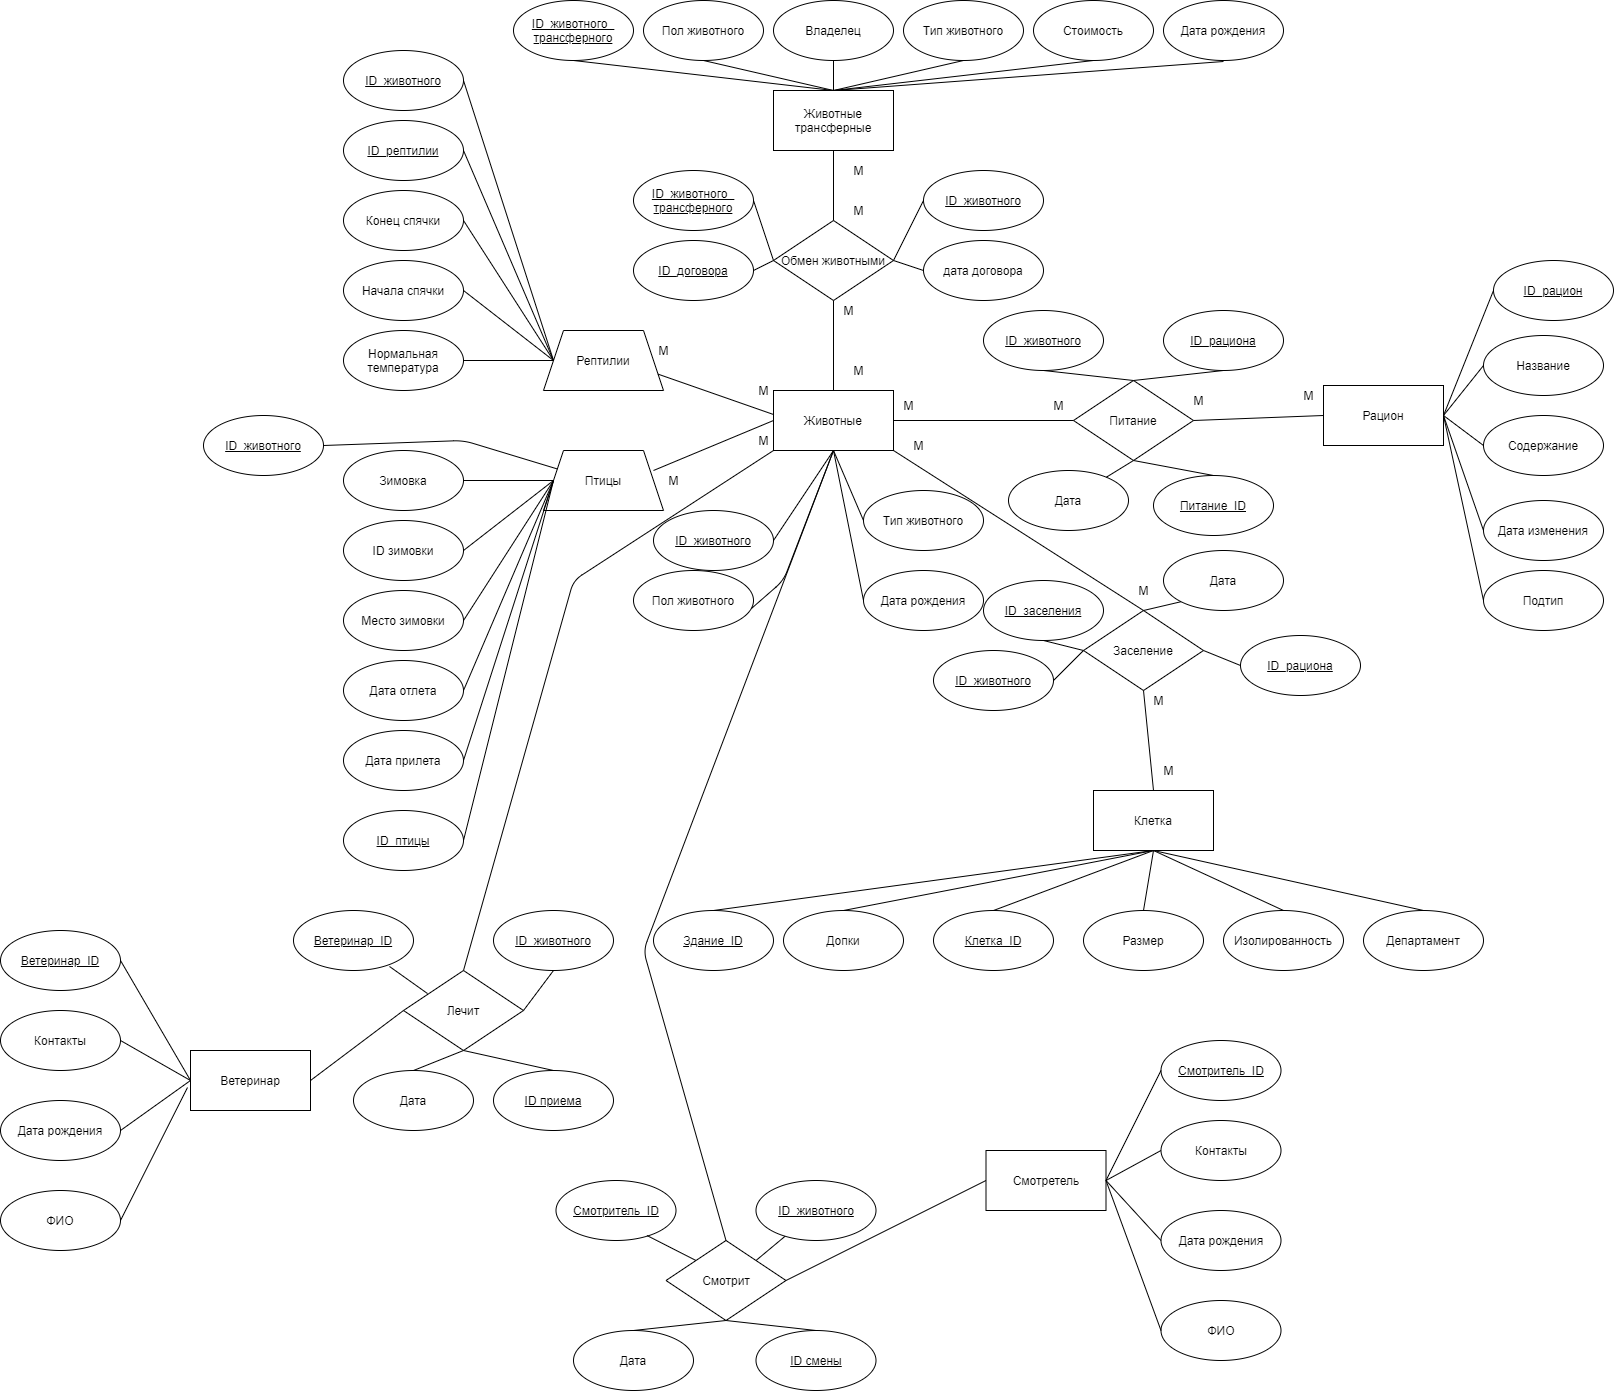 ID_животного_
трансферного
Пол животного
Владелец
Тип животного
Стоимость
Дата рождения
Животные
трансферные
М
М
ID_животного_
трансферного
ID_животного
ID_договора
Обмен животными
дата договора
М
М
ID_животного
ID_рептилии
Конец спячки
Начала спячки
Нормальная
температура
Рептилии
М
М
Животные
М
М
Питание
М
М
Рацион
ID_животного
ID_рациона
Дата
Питание_ID
ID_рацион
Название
Содержание
Дата изменения
Подтип
ID_животного
Птицы
М
М
М
Зимовка
ID зимовки
Место зимовки
Дата отлета
Дата прилета
ID_птицы
ID_животного
Тип животного
Пол животного
Дата рождения
М
Дата
ID_заселения
Заселение
ID_животного
ID_рациона
М
М
Клетка
Здание_ID
Допки
Клетка_ID
Размер
Изолированность
Департамент
Ветеринар_ID
Контакты
Дата рождения
ФИО
Ветеринар
Ветеринар_ID
ID_животного
Лечит
Дата
ID приема
Смотритель_ID
ID_животного
Смотрит
Дата
ID смены
Смотретель
Смотритель_ID
Контакты
Дата рождения
ФИО